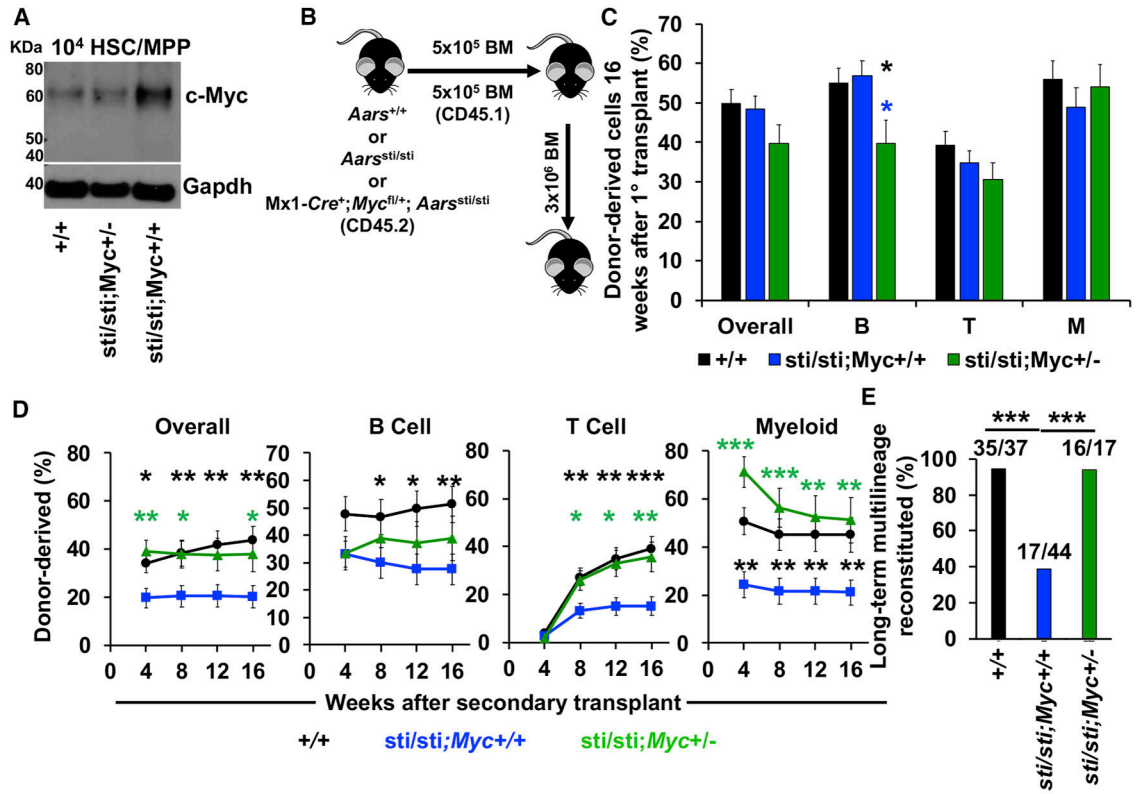 A
KDa 10⁴ HSC/MPP
80
60
50
40
40
c-Myc
Gapdh
+/+
sti/sti;Myc+/-
sti/sti;Myc+/+
B
5x10⁵ BM
5x10⁵ BM
(CD45.1)
Aars+/+
or
Aarssti/sti
or
Mx1-Cre+;Mycfl/+; Aarssti/sti
(CD45.2)
3x10⁶ BM
C
Donor-derived cells 16
weeks after 1° transplant (%)
70
60
50
40
30
20
10
0
*
*
Overall B T M
+/+ sti/sti;Myc+/+ sti/sti;Myc+/-
D
Donor-derived (%)
Overall
80
60
40
20
0
* ** ** **
** * *
0 4 8 12 16
B Cell
70
60
50
40
30
20
10
0
* * **
0 4 8 12 16
T Cell
80
60
40
20
0
** ** ***
* * **
0 4 8 12 16
Myeloid
80
60
40
20
0
*** *** ** **
** ** ** **
0 4 8 12 16
Weeks after secondary transplant
+/+ sti/sti;Myc+/+ sti/sti;Myc+/-
E
Long-term multilineage
reconstituted (%)
*** ***
35/37 16/17
17/44
100
80
60
40
20
0
+/+
sti/sti;Myc+/+
sti/sti;Myc+/-